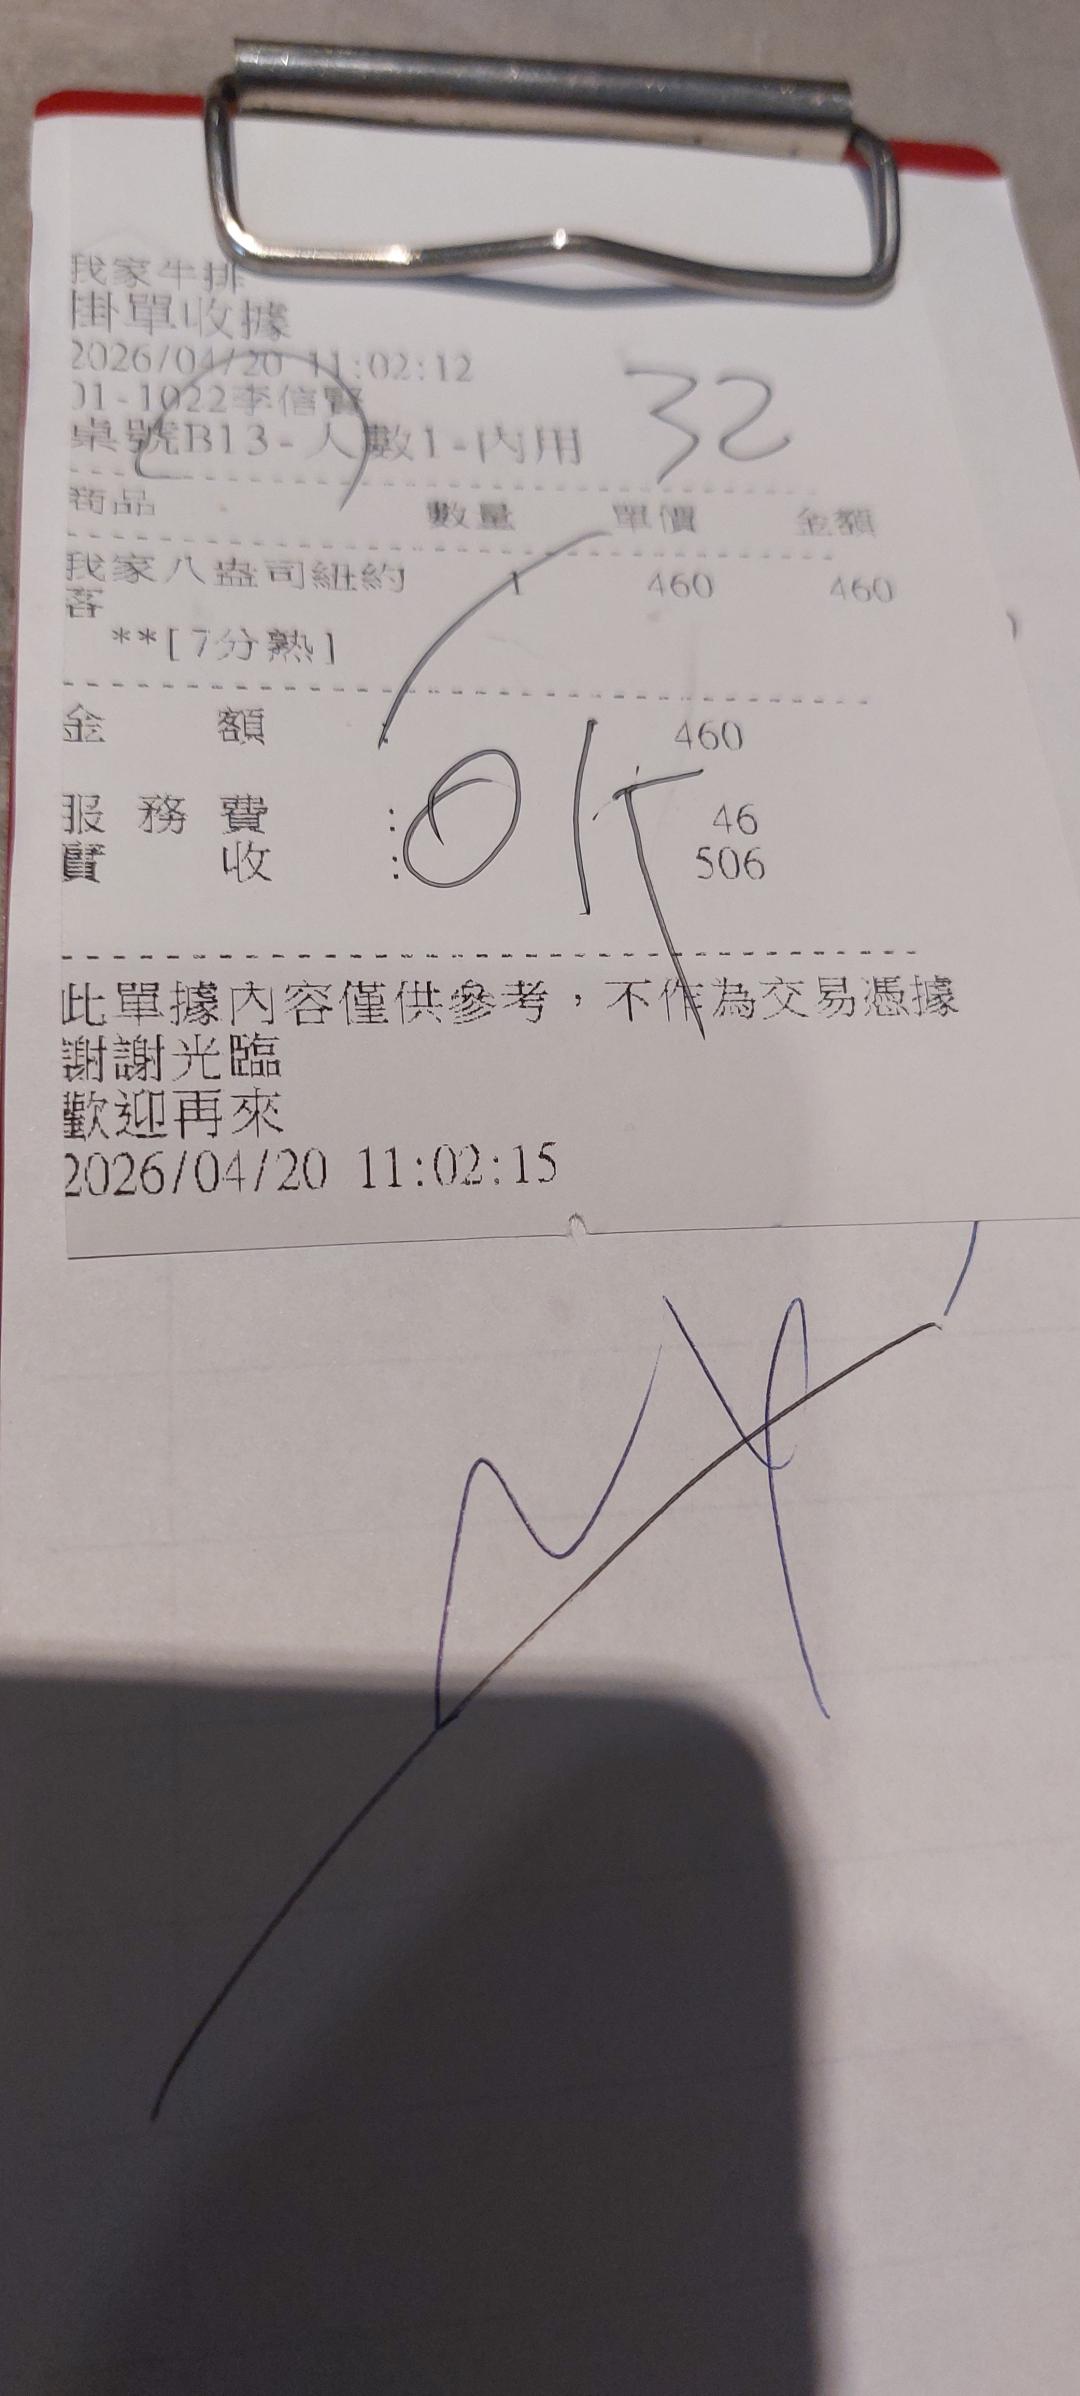 我家牛排
掛單收據
2026/04/20 11:02:12
01-1022李信賢
桌號B13-人數1-內用 32
商品 數量 單價 金額
我家八盎司紐約 1 460 460
客
**[7分熟]
金 額 : 460
服 務 費 : 46
實 收 : 506
OK
此單據內容僅供參考，不作為交易憑據
謝謝光臨
歡迎再來
2026/04/20 11:02:15